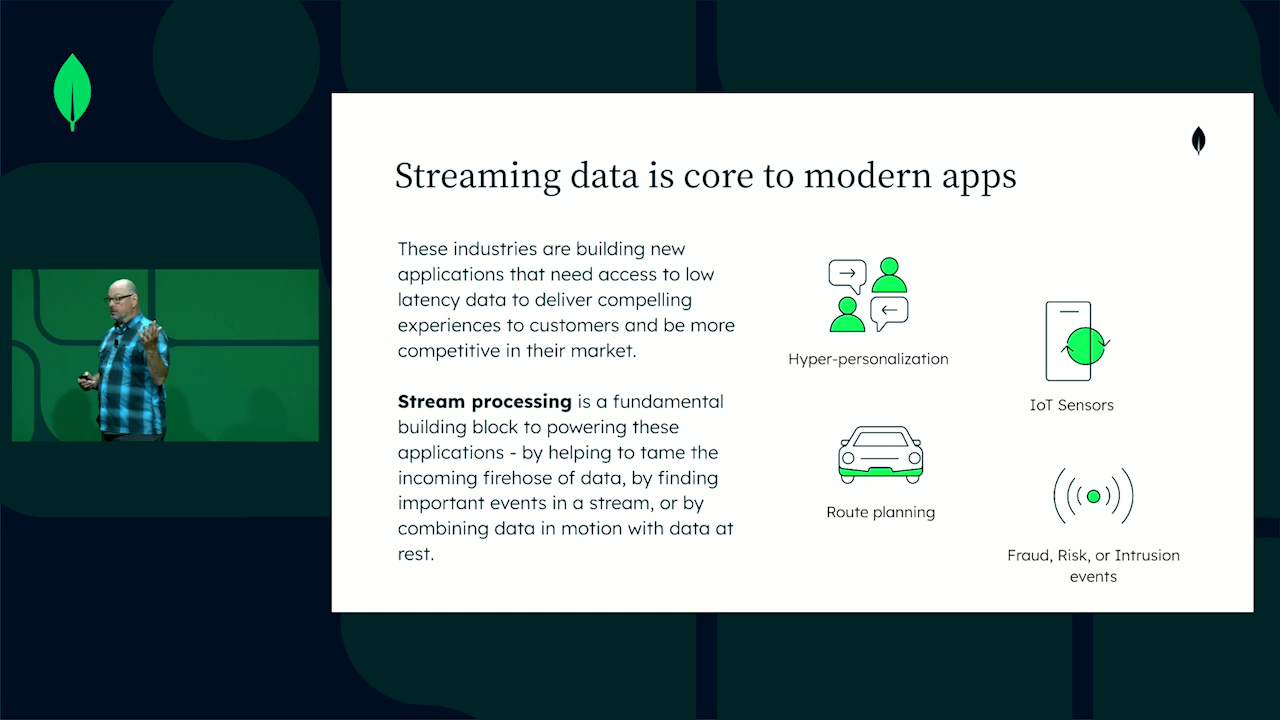 Streaming data is core to modern apps
These industries are building new
applications that need access to low
latency data to deliver compelling
experiences to customers and be more
competitive in their market.
Stream processing is a fundamental
building block to powering these
applications - by helping to tame the
incoming firehose of data, by finding
important events in a stream, or by
combining data in motion with data at
rest.
Hyper-personalization
IoT Sensors
Route planning
Fraud, Risk, or Intrusion
events